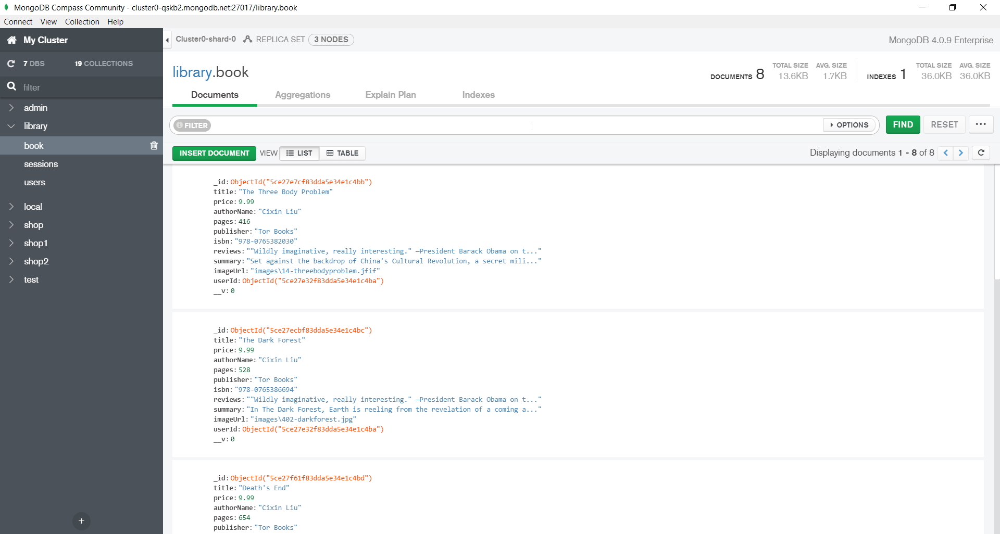 MongoDB Compass Community - cluster0-qskb2.mongodb.net:27017/library.book
Connect View Collection Help
My Cluster
7 DBS 19 COLLECTIONS
filter
admin
library
book
sessions
users
local
shop
shop1
shop2
test
+
Cluster0-shard-0 REPLICA SET 3 NODES MongoDB 4.0.9 Enterprise
library.book
DOCUMENTS 8 TOTAL SIZE 13.6KB AVG. SIZE 1.7KB INDEXES 1 TOTAL SIZE 36.0KB AVG. SIZE 36.0KB
Documents Aggregations Explain Plan Indexes
FILTER OPTIONS FIND RESET ...
INSERT DOCUMENT VIEW LIST TABLE Displaying documents 1 - 8 of 8
_id: ObjectId("5ce27e7cf83dda5e34e1c4bb")
title: "The Three Body Problem"
price: 9.99
authorName: "Cixin Liu"
pages: 416
publisher: "Tor Books"
isbn: "978-0765382030"
reviews: ""Wildly imaginative, really interesting." —President Barack Obama on t..."
summary: "Set against the backdrop of China's Cultural Revolution, a secret mili..."
imageUrl: "images\14-threebodyproblem.jfif"
userId: ObjectId("5ce27e32f83dda5e34e1c4ba")
__v: 0
_id: ObjectId("5ce27ecbf83dda5e34e1c4bc")
title: "The Dark Forest"
price: 9.99
authorName: "Cixin Liu"
pages: 528
publisher: "Tor Books"
isbn: "978-0765386694"
reviews: ""Wildly imaginative, really interesting." —President Barack Obama on t..."
summary: "In The Dark Forest, Earth is reeling from the revelation of a coming a..."
imageUrl: "images\402-darkforest.jpg"
userId: ObjectId("5ce27e32f83dda5e34e1c4ba")
__v: 0
_id: ObjectId("5ce27f61f83dda5e34e1c4bd")
title: "Death's End"
price: 9.99
authorName: "Cixin Liu"
pages: 654
publisher: "Tor Books"